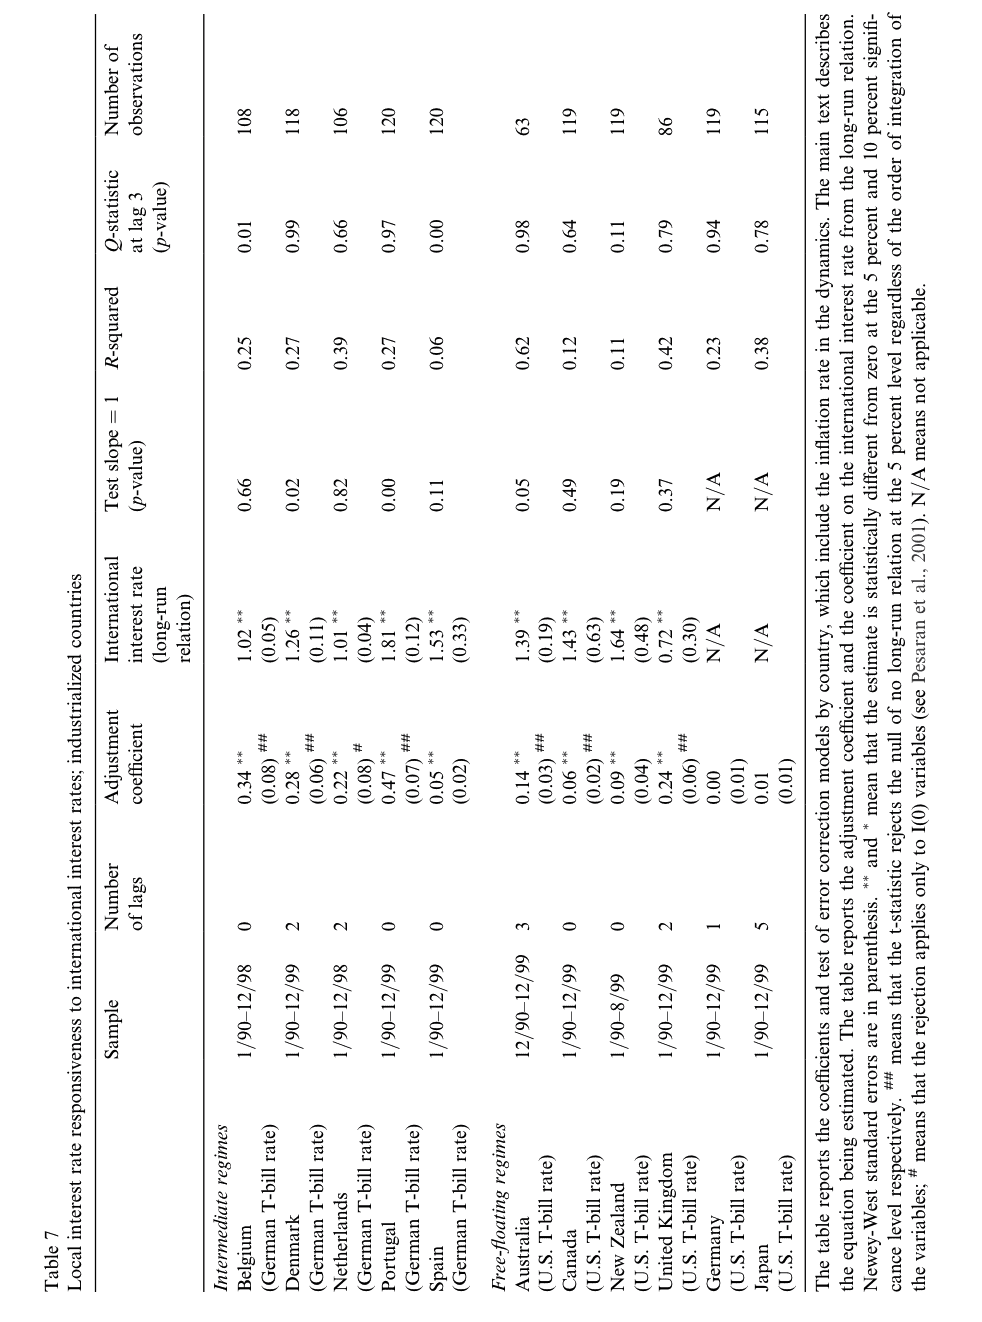 Table 7
Local interest rate responsiveness to international interest rates; industrialized countries
Sample Number of lags Adjustment coefficient International interest rate (long-run relation) Test slope = 1 (p-value) R-squared Q-statistic at lag 3 (p-value) Number of observations
Intermediate regimes
Belgium 1/90–12/98 0 0.34 ** 1.02 ** 0.66 0.25 0.01 108
(German T-bill rate) (0.08) ## (0.05)
Denmark 1/90–12/99 2 0.28 ** 1.26 ** 0.02 0.27 0.99 118
(German T-bill rate) (0.06) ## (0.11)
Netherlands 1/90–12/98 2 0.22 ** 1.01 ** 0.82 0.39 0.66 106
(German T-bill rate) (0.08) # (0.04)
Portugal 1/90–12/99 0 0.47 ** 1.81 ** 0.00 0.27 0.97 120
(German T-bill rate) (0.07) ## (0.12)
Spain 1/90–12/99 0 0.05 ** 1.53 ** 0.11 0.06 0.00 120
(German T-bill rate) (0.02) (0.33)
Free-floating regimes
Australia 12/90–12/99 3 0.14 ** 1.39 ** 0.05 0.62 0.98 63
(U.S. T-bill rate) (0.03) ## (0.19)
Canada 1/90–12/99 0 0.06 ** 1.43 ** 0.49 0.12 0.64 119
(U.S. T-bill rate) (0.02) ## (0.63)
New Zealand 1/90–8/99 0 0.09 ** 1.64 ** 0.19 0.11 0.11 119
(U.S. T-bill rate) (0.04) (0.48)
United Kingdom 1/90–12/99 2 0.24 ** 0.72 ** 0.37 0.42 0.79 86
(U.S. T-bill rate) (0.06) ## (0.30)
Germany 1/90–12/99 1 0.00 N/A N/A 0.23 0.94 119
(U.S. T-bill rate) (0.01)
Japan 1/90–12/99 5 0.01 N/A N/A 0.38 0.78 115
(U.S. T-bill rate) (0.01)
The table reports the coefficients and test of error correction models by country, which include the inflation rate in the dynamics. The main text describes
the equation being estimated. The table reports the adjustment coefficient and the coefficient on the international interest rate from the long-run relation.
Newey-West standard errors are in parenthesis. ** and * mean that the estimate is statistically different from zero at the 5 percent and 10 percent signifi-
cance level respectively. ## means that the t-statistic rejects the null of no long-run relation at the 5 percent level regardless of the order of integration of
the variables; # means that the rejection applies only to I(0) variables (see Pesaran et al., 2001). N/A means not applicable.